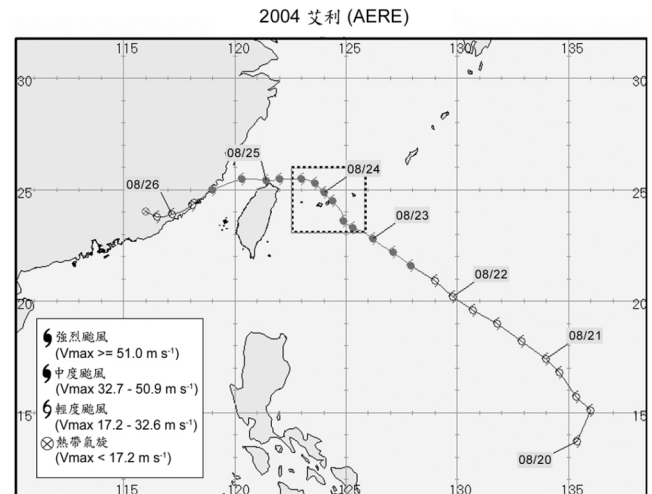 2004 艾利 (AERE)
115 120 125 130 135
30 30
08/25
08/24
08/26
25 25
08/23
08/22
20 20
08/21
強烈颱風
(Vmax >= 51.0 m s⁻¹)
中度颱風
(Vmax 32.7 - 50.9 m s⁻¹)
輕度颱風
(Vmax 17.2 - 32.6 m s⁻¹)
熱帶氣旋
(Vmax < 17.2 m s⁻¹)
15 15
08/20
115 120 125 130 135